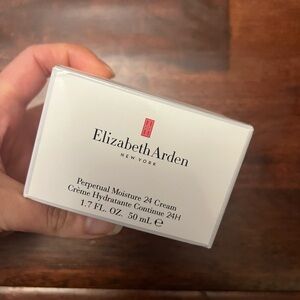 Elizabeth Arden
NEW YORK
Perpetual Moisture 24 Cream
Crème Hydratante Continue 24H
1.7 FL. OZ. 50 mL ℮